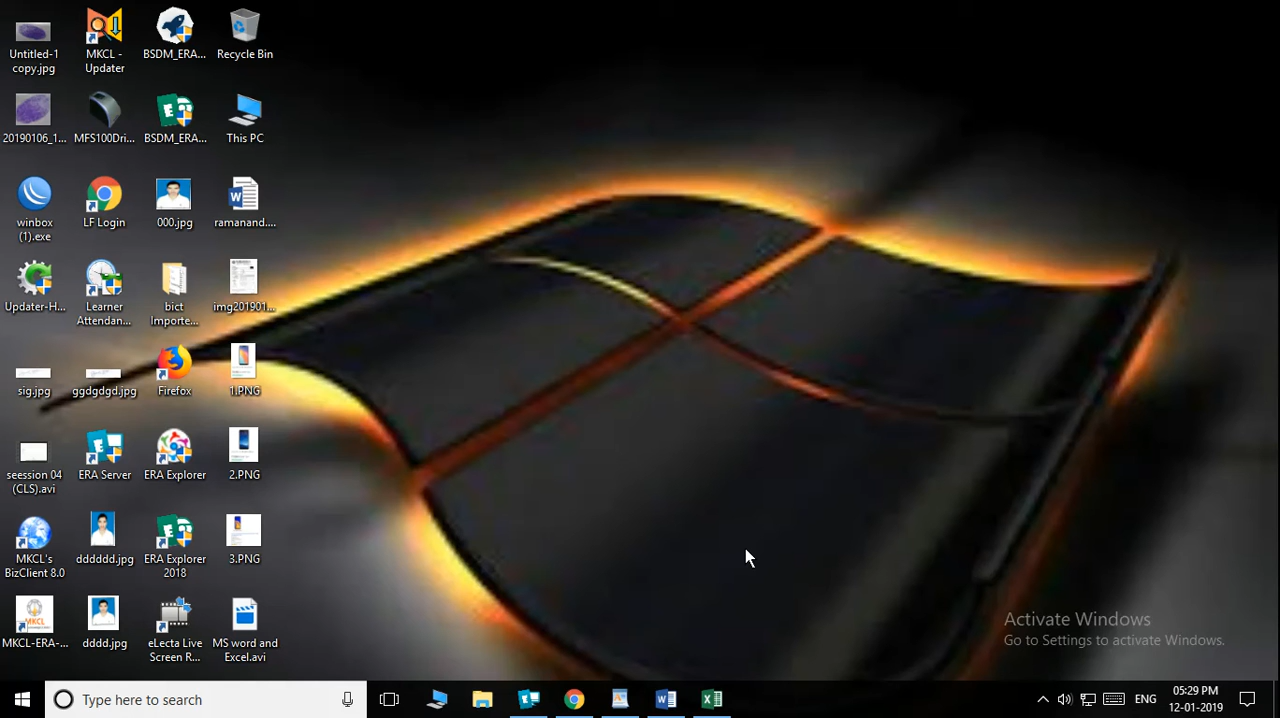 Untitled-1
copy.jpg
MKCL -
Updater
BSDM_ERA...
Recycle Bin
20190106_1...
MFS100Dri...
BSDM_ERA...
This PC
winbox
(1).exe
LF Login
000.jpg
ramanand....
Updater-H...
Learner
Attendan...
bict
Importe...
img201901...
sig.jpg
ggdgdgd.jpg
Firefox
1.PNG
seession 04
(CLS).avi
ERA Server
ERA Explorer
2.PNG
MKCL's
BizClient 8.0
dddddd.jpg
ERA Explorer
2018
3.PNG
MKCL-ERA-...
dddd.jpg
eLecta Live
Screen R...
MS word and
Excel.avi
Activate Windows
Go to Settings to activate Windows.
Type here to search
ENG
05:29 PM
12-01-2019